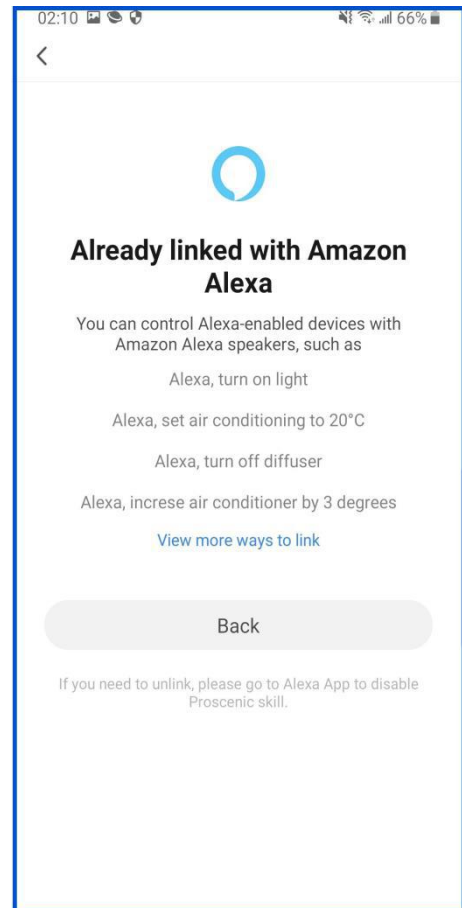 02:10 66%
Already linked with Amazon
Alexa
You can control Alexa-enabled devices with
Amazon Alexa speakers, such as
Alexa, turn on light
Alexa, set air conditioning to 20°C
Alexa, turn off diffuser
Alexa, increse air conditioner by 3 degrees
View more ways to link
Back
If you need to unlink, please go to Alexa App to disable
Proscenic skill.